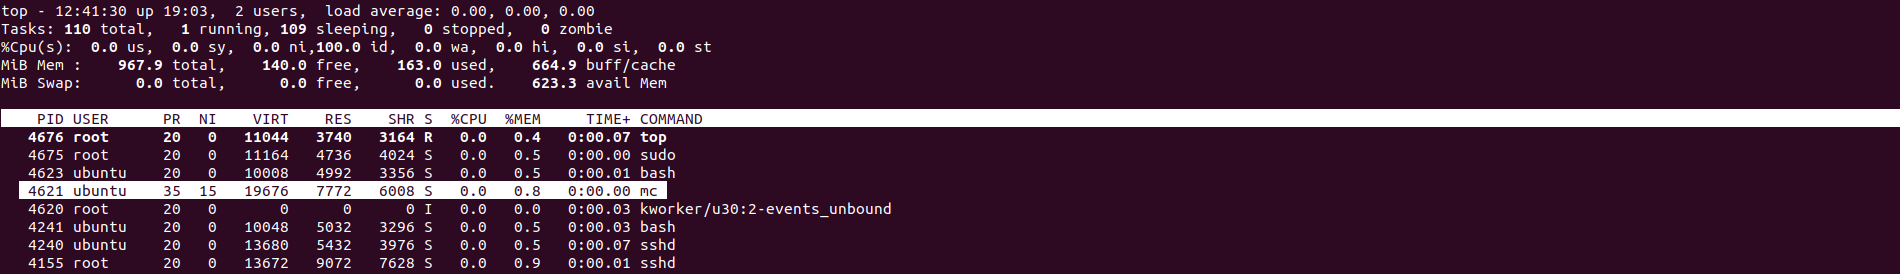 top - 12:41:30 up 19:03,  2 users,  load average: 0.00, 0.00, 0.00
Tasks: 110 total,   1 running, 109 sleeping,   0 stopped,   0 zombie
%Cpu(s):  0.0 us,  0.0 sy,  0.0 ni,100.0 id,  0.0 wa,  0.0 hi,  0.0 si,  0.0 st
MiB Mem :    967.9 total,    140.0 free,    163.0 used,    664.9 buff/cache
MiB Swap:      0.0 total,      0.0 free,      0.0 used.    623.3 avail Mem
PID USER      PR  NI    VIRT    RES    SHR S  %CPU  %MEM     TIME+ COMMAND
4676 root      20   0   11044   3740   3164 R   0.0   0.4   0:00.07 top
4675 root      20   0   11164   4736   4024 S   0.0   0.5   0:00.00 sudo
4623 ubuntu    20   0   10008   4992   3356 S   0.0   0.5   0:00.01 bash
4621 ubuntu    35  15   19676   7772   6008 S   0.0   0.8   0:00.00 mc
4620 root      20   0       0      0      0 I   0.0   0.0   0:00.03 kworker/u30:2-events_unbound
4241 ubuntu    20   0   10048   5032   3296 S   0.0   0.5   0:00.03 bash
4240 ubuntu    20   0   13680   5432   3976 S   0.0   0.5   0:00.07 sshd
4155 root      20   0   13672   9072   7628 S   0.0   0.9   0:00.01 sshd